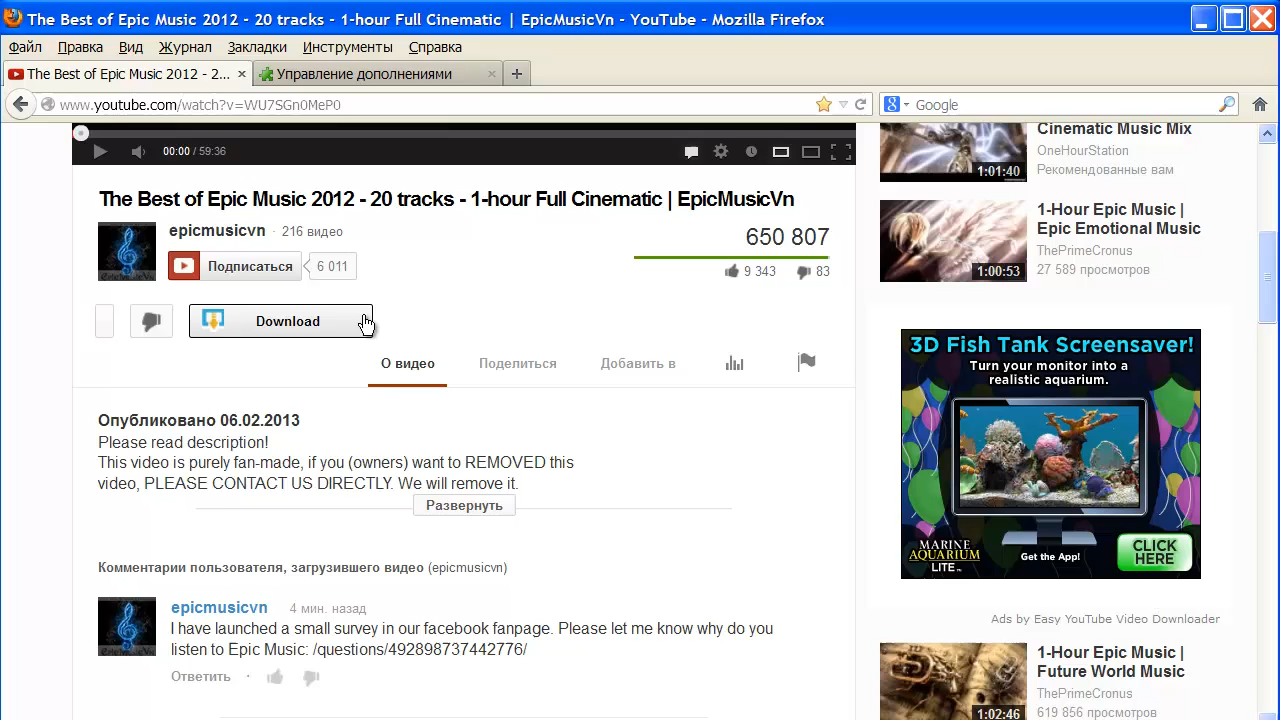 The Best of Epic Music 2012 - 20 tracks - 1-hour Full Cinematic | EpicMusicVn - YouTube - Mozilla Firefox
Файл Правка Вид Журнал Закладки Инструменты Справка
The Best of Epic Music 2012 - 2... × Управление дополнениями × +
www.youtube.com/watch?v=WU7SGn0MeP0 Google
00:00 / 59:36
The Best of Epic Music 2012 - 20 tracks - 1-hour Full Cinematic | EpicMusicVn
epicmusicvn · 216 видео
650 807
Подписаться 6 011
9 343 83
Download
О видео Поделиться Добавить в
Опубликовано 06.02.2013
Please read description!
This video is purely fan-made, if you (owners) want to REMOVED this
video, PLEASE CONTACT US DIRECTLY. We will remove it.
Развернуть
Комментарии пользователя, загрузившего видео (epicmusicvn)
epicmusicvn 4 мин. назад
I have launched a small survey in our facebook fanpage. Please let me know why do you
listen to Epic Music: /questions/492898737442776/
Ответить ·
Cinematic Music Mix
OneHourStation
Рекомендованные вам
1:01:40
1-Hour Epic Music |
Epic Emotional Music
ThePrimeCronus
27 589 просмотров
1:00:53
3D Fish Tank Screensaver!
Turn your monitor into a
realistic aquarium.
MARINE
AQUARIUM
LITE™
Get the App!
CLICK
HERE
Ads by Easy YouTube Video Downloader
1-Hour Epic Music |
Future World Music
ThePrimeCronus
619 856 просмотров
1:02:46